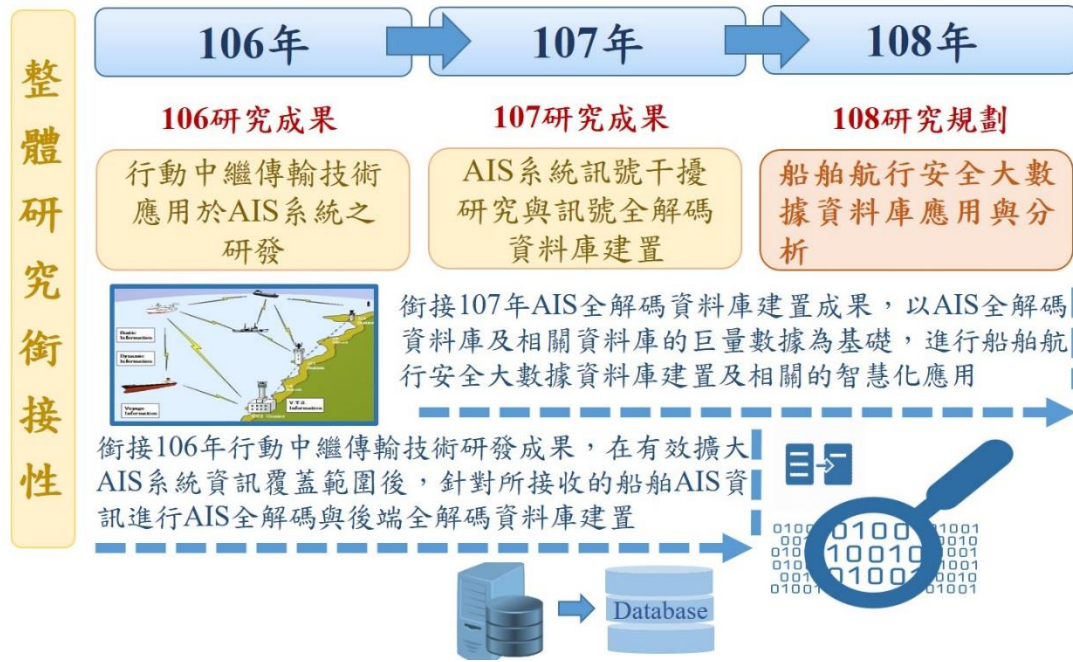 整體研究銜接性
106年
107年
108年
106研究成果
107研究成果
108研究規劃
行動中繼傳輸技術
應用於AIS系統之
研發
AIS系統訊號干擾
研究與訊號全解碼
資料庫建置
船舶航行安全大數
據資料庫應用與分
析
Static
Information
Dynamic
Information
Voyage
Information
V.T.S
Information
銜接107年AIS全解碼資料庫建置成果，以AIS全解碼
資料庫及相關資料庫的巨量數據為基礎，進行船舶航
行安全大數據資料庫建置及相關的智慧化應用
銜接106年行動中繼傳輸技術研發成果，在有效擴大
AIS系統資訊覆蓋範圍後，針對所接收的船舶AIS資
訊進行AIS全解碼與後端全解碼資料庫建置
0100
10010
01001
Database